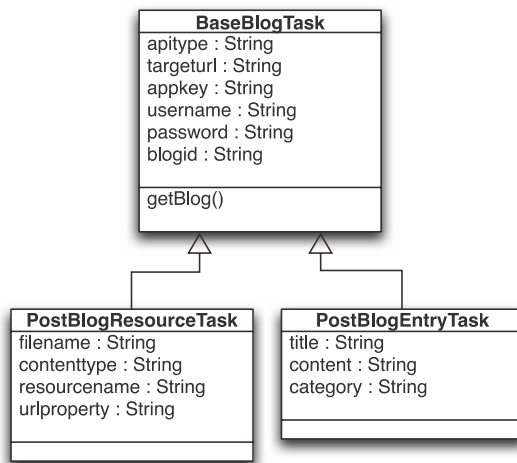 BaseBlogTask
apitype : String
targeturl : String
appkey : String
username : String
password : String
blogid : String
getBlog()
PostBlogResourceTask
filename : String
contenttype : String
resourcename : String
urlproperty : String
PostBlogEntryTask
title : String
content : String
category : String